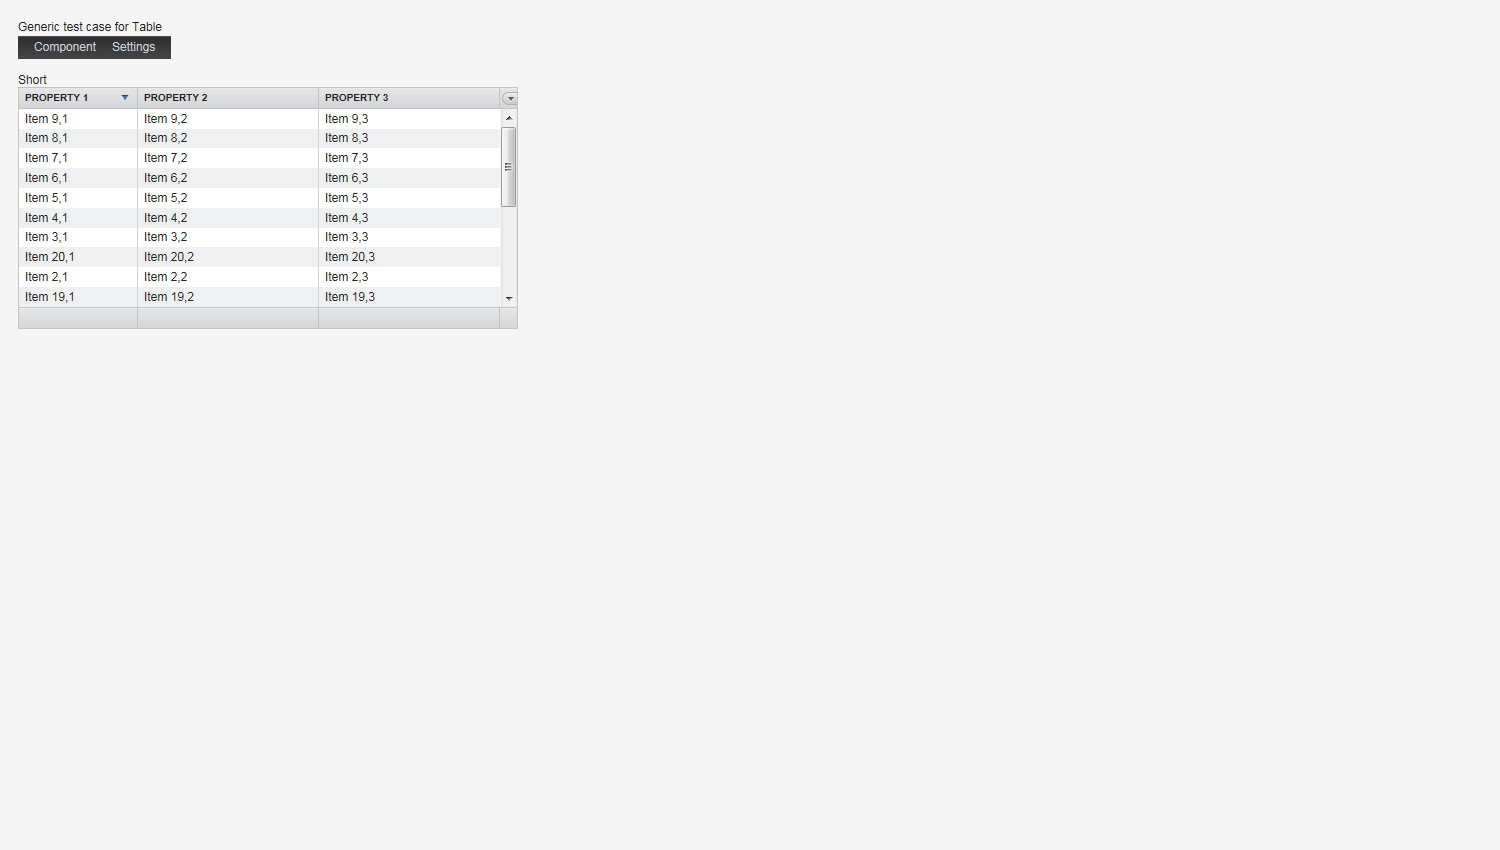 Generic test case for Table
Component Settings
Short
PROPERTY 1 PROPERTY 2 PROPERTY 3
Item 9,1 Item 9,2 Item 9,3
Item 8,1 Item 8,2 Item 8,3
Item 7,1 Item 7,2 Item 7,3
Item 6,1 Item 6,2 Item 6,3
Item 5,1 Item 5,2 Item 5,3
Item 4,1 Item 4,2 Item 4,3
Item 3,1 Item 3,2 Item 3,3
Item 20,1 Item 20,2 Item 20,3
Item 2,1 Item 2,2 Item 2,3
Item 19,1 Item 19,2 Item 19,3